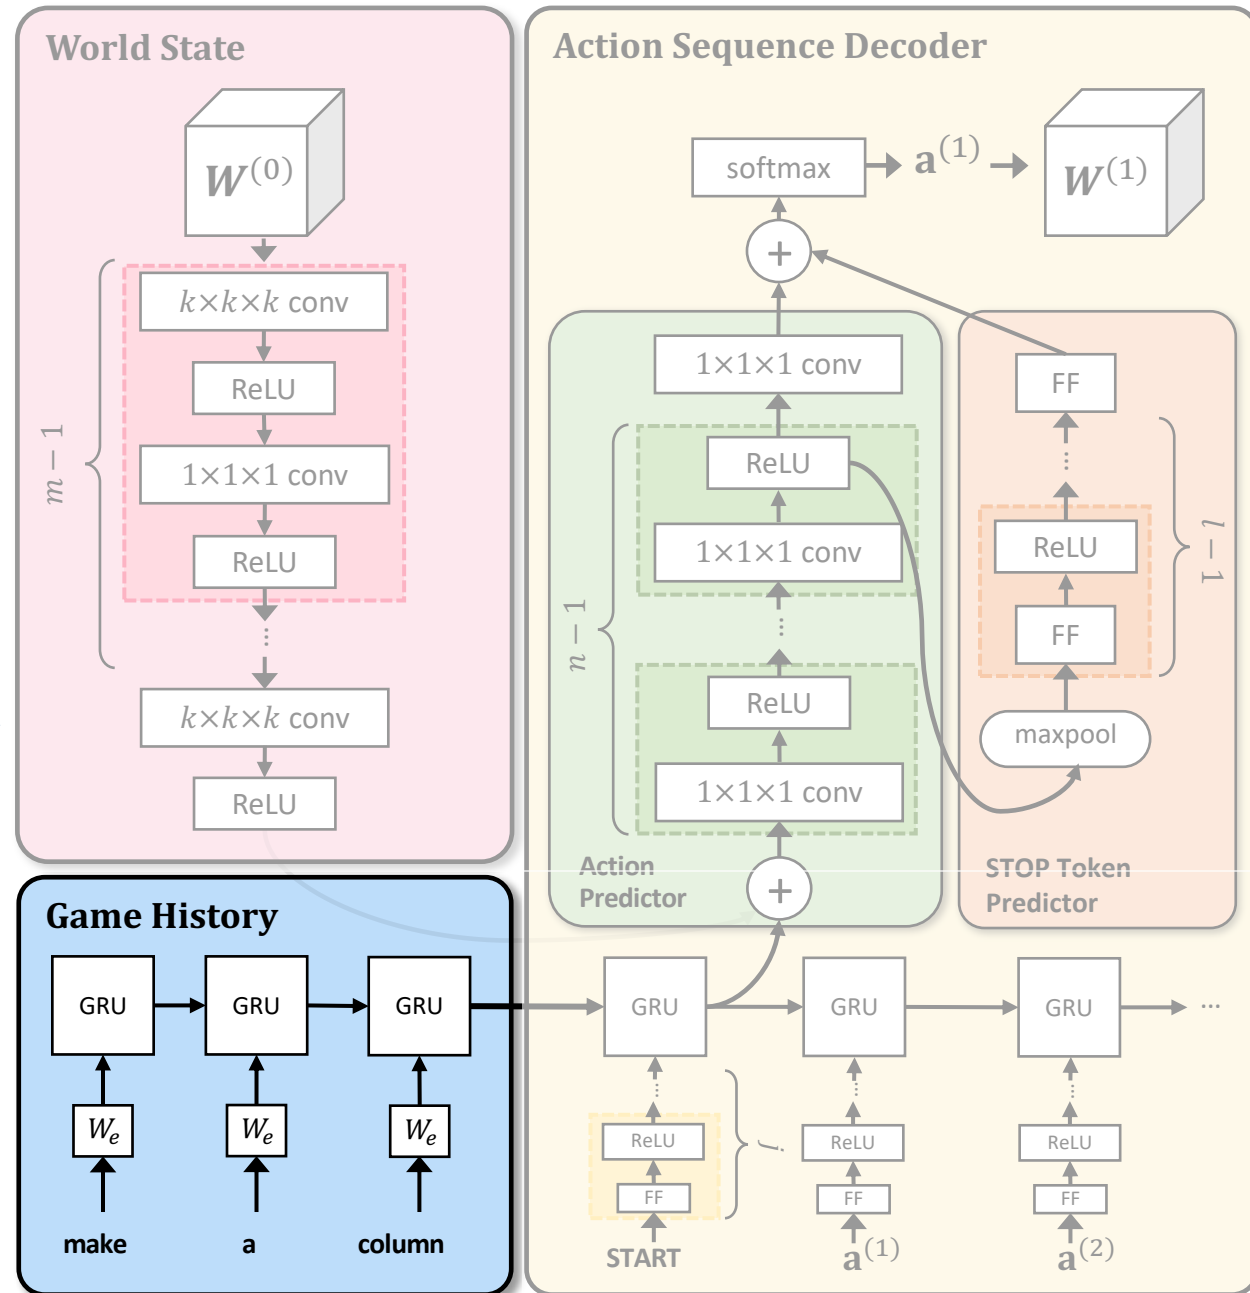 World State
W^(0)
k×k×k conv
ReLU
1×1×1 conv
ReLU
...
m − 1
k×k×k conv
ReLU
Game History
GRU
GRU
GRU
W_e
W_e
W_e
make
a
column
Action Sequence Decoder
softmax
a^(1)
W^(1)
+
1×1×1 conv
ReLU
1×1×1 conv
...
n − 1
ReLU
1×1×1 conv
Action
Predictor
+
FF
...
ReLU
FF
l − 1
maxpool
STOP Token
Predictor
GRU
GRU
GRU
...
...
...
...
ReLU
ReLU
ReLU
j
FF
FF
FF
START
a^(1)
a^(2)